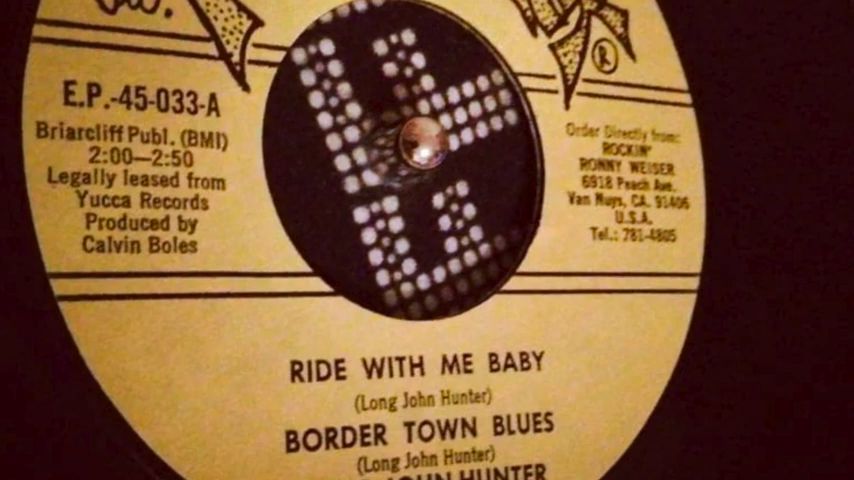 E.P.-45-033-A
Briarcliff Publ. (BMI)
2:00—2:50
Legally leased from
Yucca Records
Produced by
Calvin Boles
®
Order Directly from:
ROCKIN'
RONNY WEISER
6918 Peach Ave.
Van Nuys, CA. 91406
U.S.A.
Tel.: 781-4805
RIDE WITH ME BABY
(Long John Hunter)
BORDER TOWN BLUES
(Long John Hunter)
JOHN HUNTER